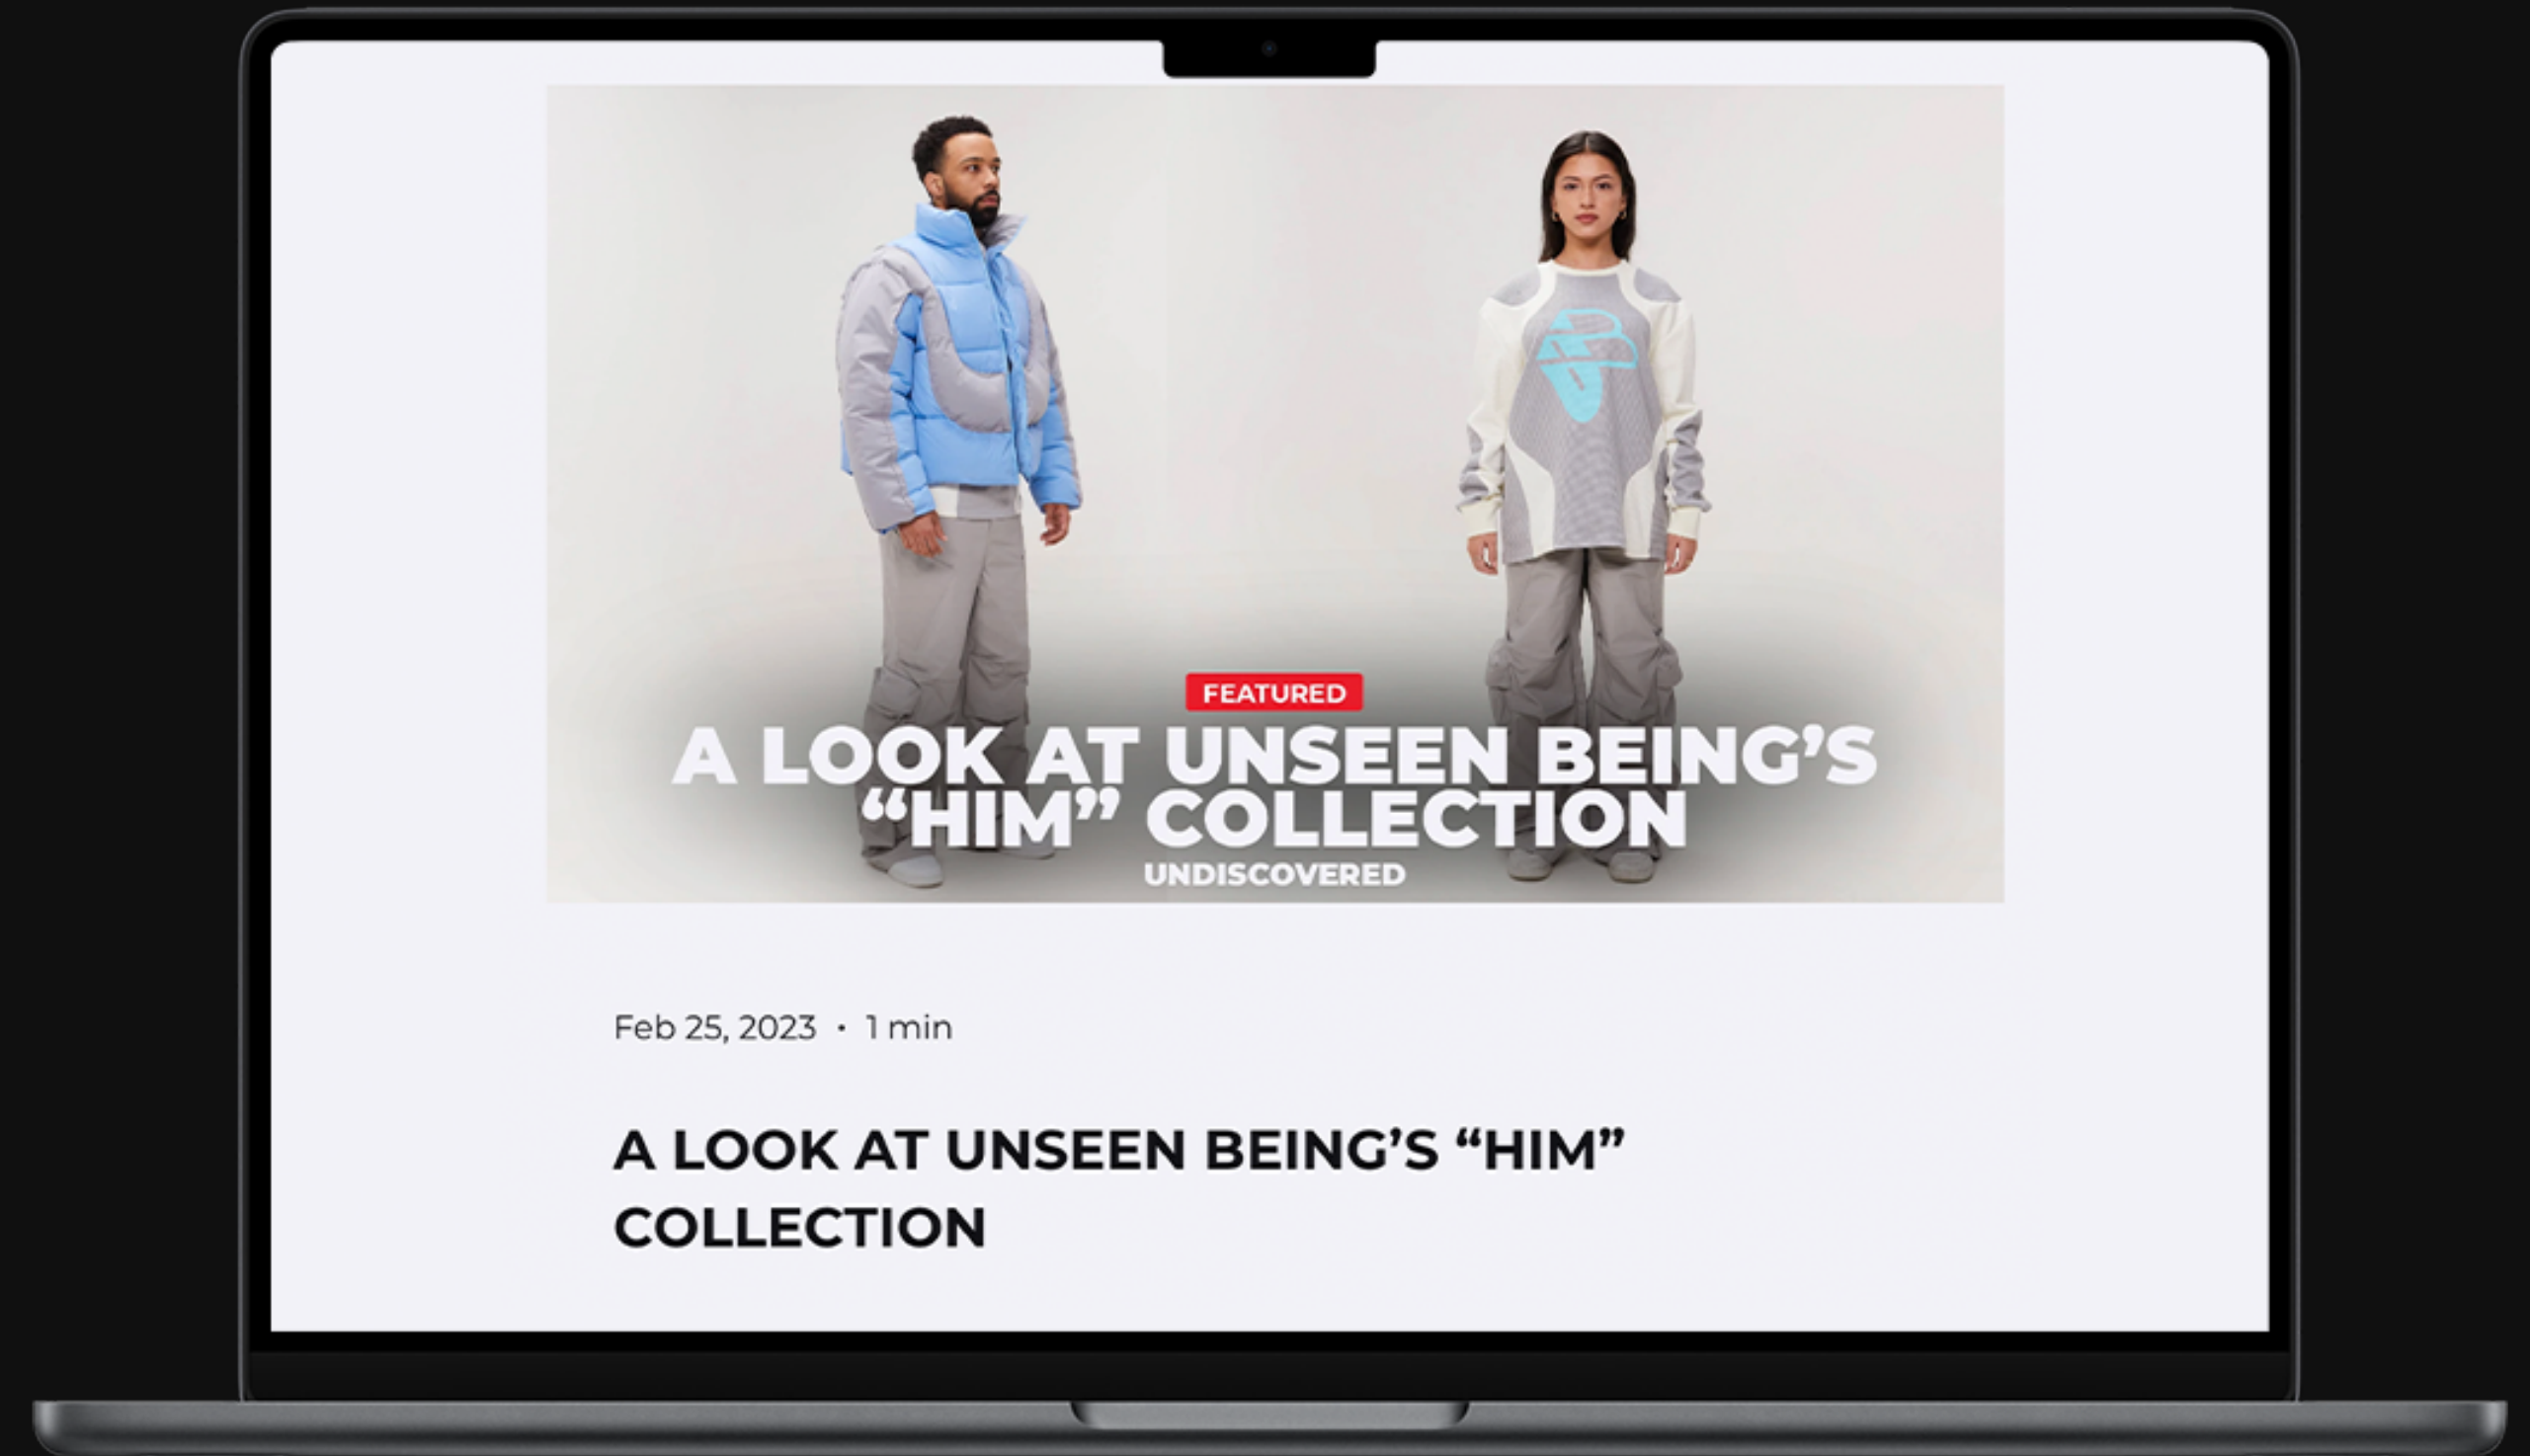 FEATURED
A LOOK AT UNSEEN BEING’S
“HIM” COLLECTION
UNDISCOVERED
Feb 25, 2023 • 1 min
A LOOK AT UNSEEN BEING’S “HIM”
COLLECTION